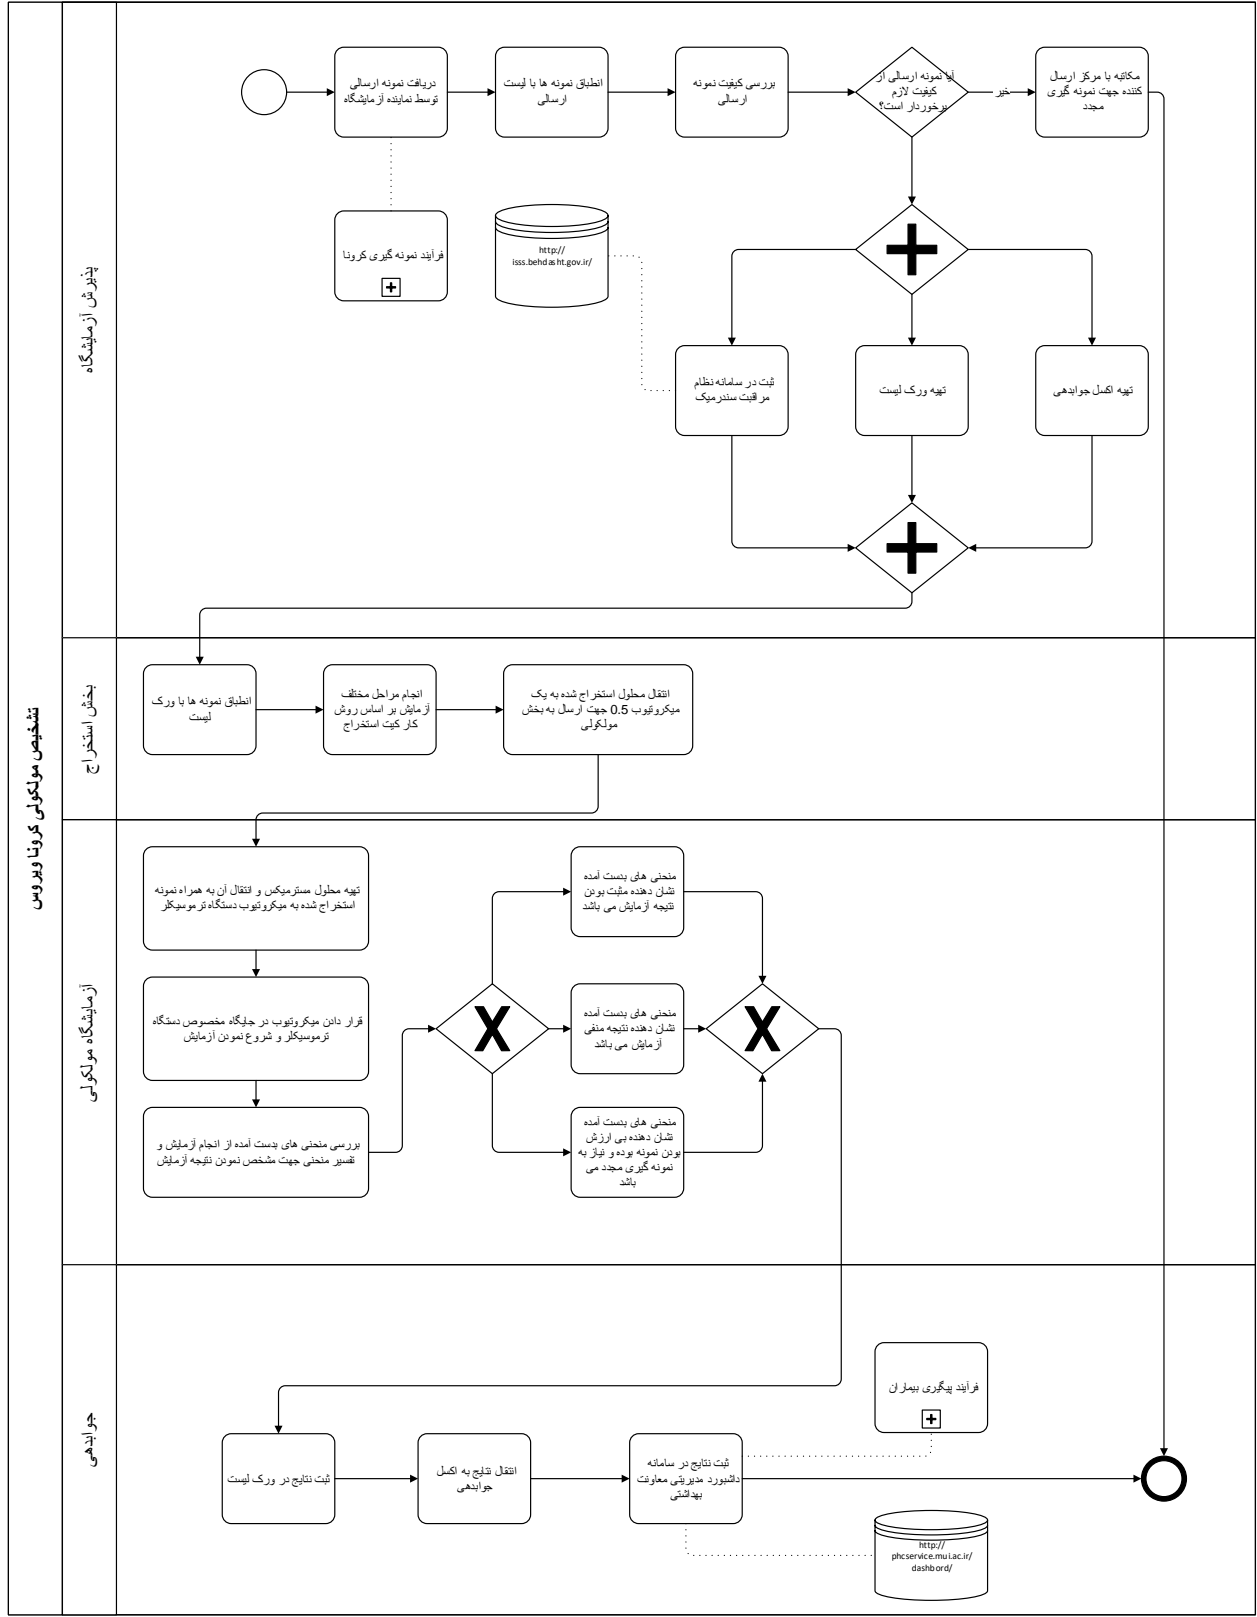 تشخیص مولکولی کرونا ویروس
پذیرش آزمایشگاه
دریافت نمونه ارسالی
توسط نماینده آزمایشگاه
انطباق نمونه ها با لیست
ارسالی
بررسی کیفیت نمونه
ارسالی
آیا نمونه ارسالی از
کیفیت لازم
برخوردار است؟
خیر
مکاتبه با مرکز ارسال
کننده جهت نمونه گیری
مجدد
فرآیند نمونه گیری کرونا
http://
isss.behdasht.gov.ir/
ثبت در سامانه نظام
مراقبت سندرمیک
تهیه ورک لیست
تهیه اکسل جوابدهی
بخش استخراج
انطباق نمونه ها با ورک
لیست
انجام مراحل مختلف
آزمایش بر اساس روش
کار کیت استخراج
انتقال محلول استخراج شده به یک
میکروتیوب 0.5 جهت ارسال به بخش
مولکولی
آزمایشگاه مولکولی
تهیه محلول مسترمیکس و انتقال آن به همراه نمونه
استخراج شده به میکروتیوب دستگاه ترموسیکلر
قرار دادن میکروتیوب در جایگاه مخصوص دستگاه
ترموسیکلر و شروع نمودن آزمایش
بررسی منحنی های بدست آمده از انجام آزمایش و
تفسیر منحنی جهت مشخص نمودن نتیجه آزمایش
منحنی های بدست آمده
نشان دهنده مثبت بودن
نتیجه آزمایش می باشد
منحنی های بدست آمده
نشان دهنده نتیجه منفی
آزمایش می باشد
منحنی های بدست آمده
نشان دهنده بی ارزش
بودن نمونه بوده و نیاز به
نمونه گیری مجدد می
باشد
جوابدهی
ثبت نتایج در ورک لیست
انتقال نتایج به اکسل
جوابدهی
ثبت نتایج در سامانه
داشبورد مدیریتی معاونت
بهداشتی
فرآیند پیگیری بیماران
http://
phcservice.mui.ac.ir/
dashbord/